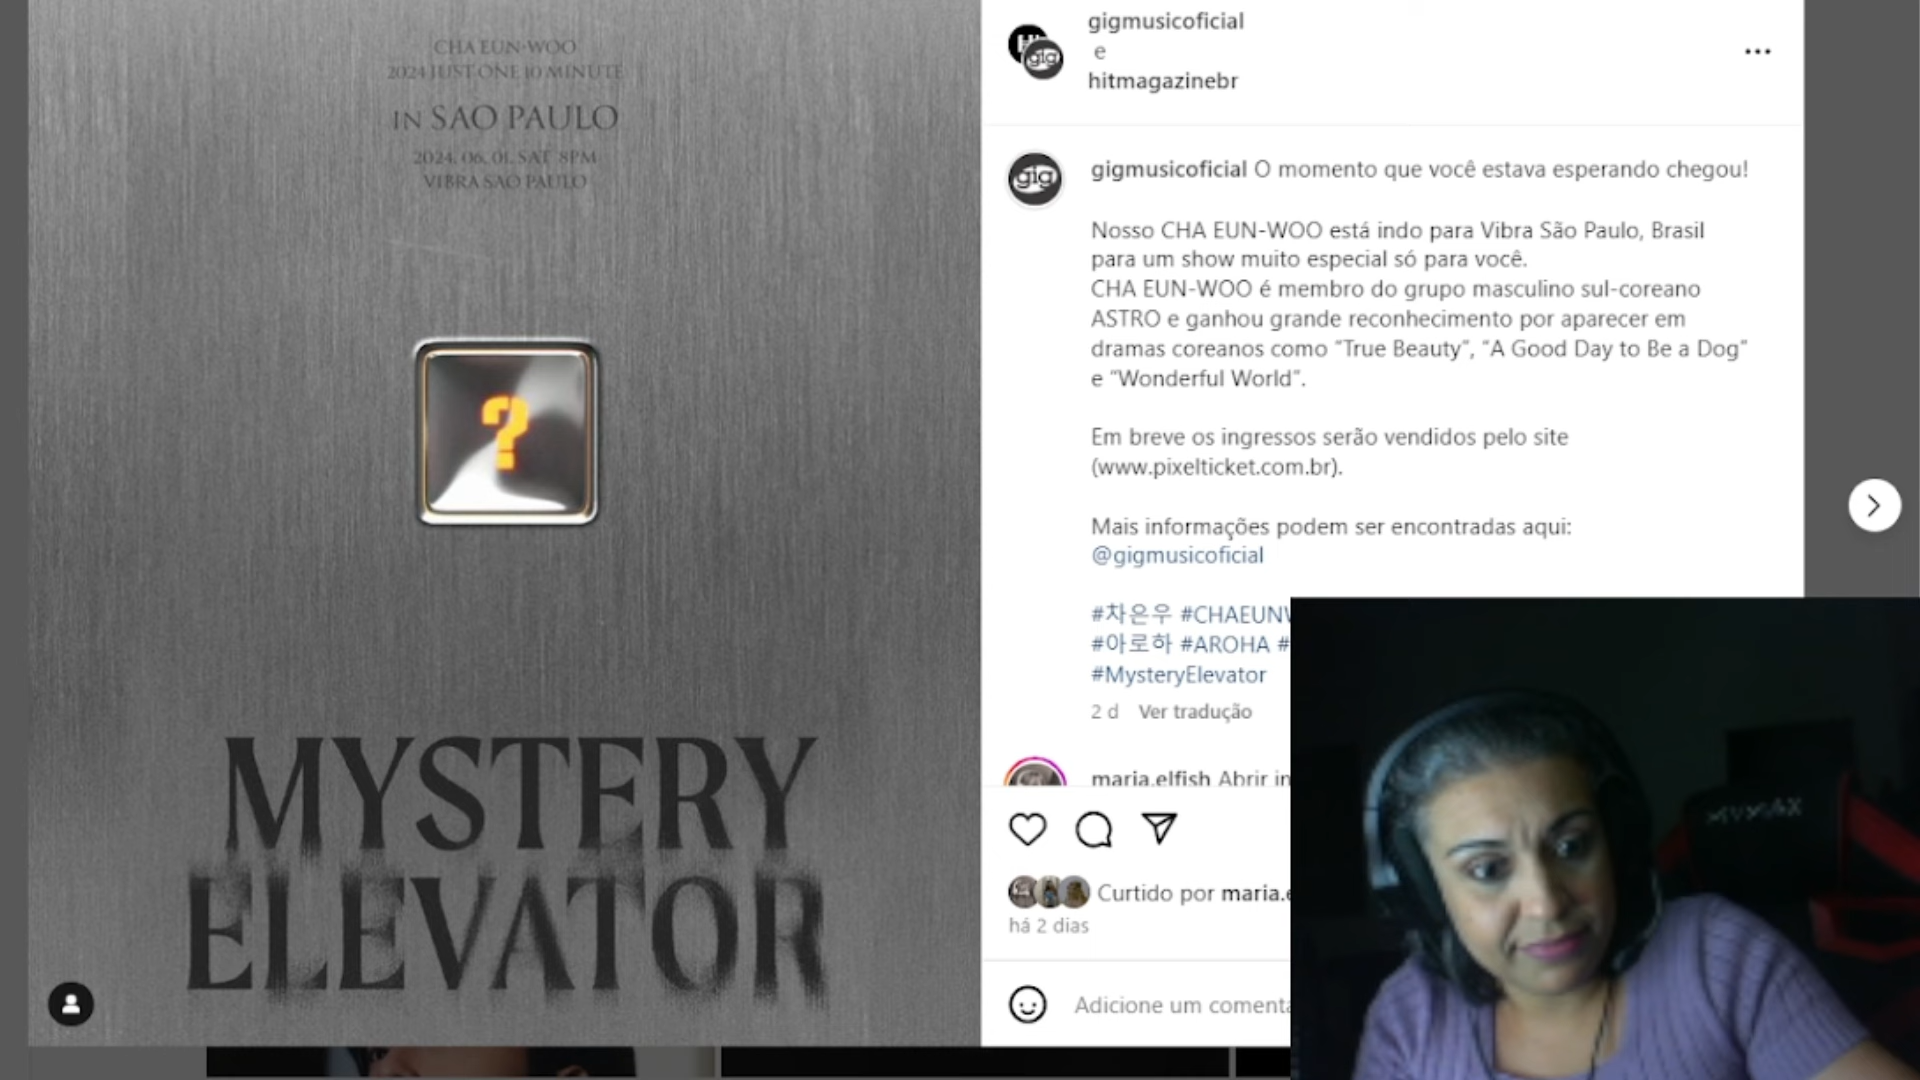 CHA EUN-WOO
2024 JUST ONE 10 MINUTE
IN SAO PAULO
2024. 06. 01. SAT 8PM
VIBRA SAO PAULO
?
MYSTERY
ELEVATOR
gigmusicoficial
e
hitmagazinebr
gig
gigmusicoficial O momento que você estava esperando chegou!
gig
Nosso CHA EUN-WOO está indo para Vibra São Paulo, Brasil
para um show muito especial só para você.
CHA EUN-WOO é membro do grupo masculino sul-coreano
ASTRO e ganhou grande reconhecimento por aparecer em
dramas coreanos como “True Beauty”, “A Good Day to Be a Dog”
e “Wonderful World”.
Em breve os ingressos serão vendidos pelo site
(www.pixelticket.com.br).
Mais informações podem ser encontradas aqui:
@gigmusicoficial
#차은우 #CHAEUN
#아로하 #AROHA #
#MysteryElevator
2 d Ver tradução
maria.elfish Abrir in
Curtido por maria.e
há 2 dias
Adicione um comenta